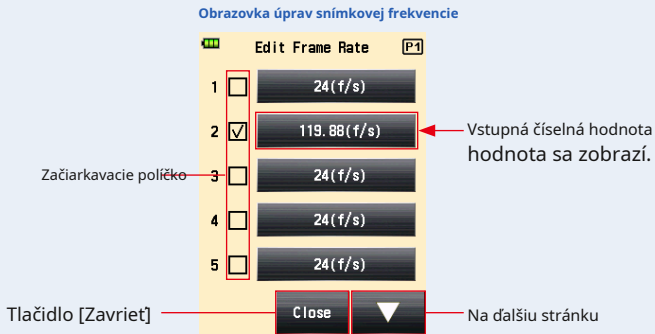 Obrazovka úprav snímkovej frekvencie
Edit Frame Rate P1
1 24(f/s)
2 119.88(f/s)
Vstupná číselná hodnota
hodnota sa zobrazí.
Začiarkavacie políčko
3 24(f/s)
4 24(f/s)
5 24(f/s)
Tlačidlo [Zavrieť]
Close
Na ďalšiu stránku